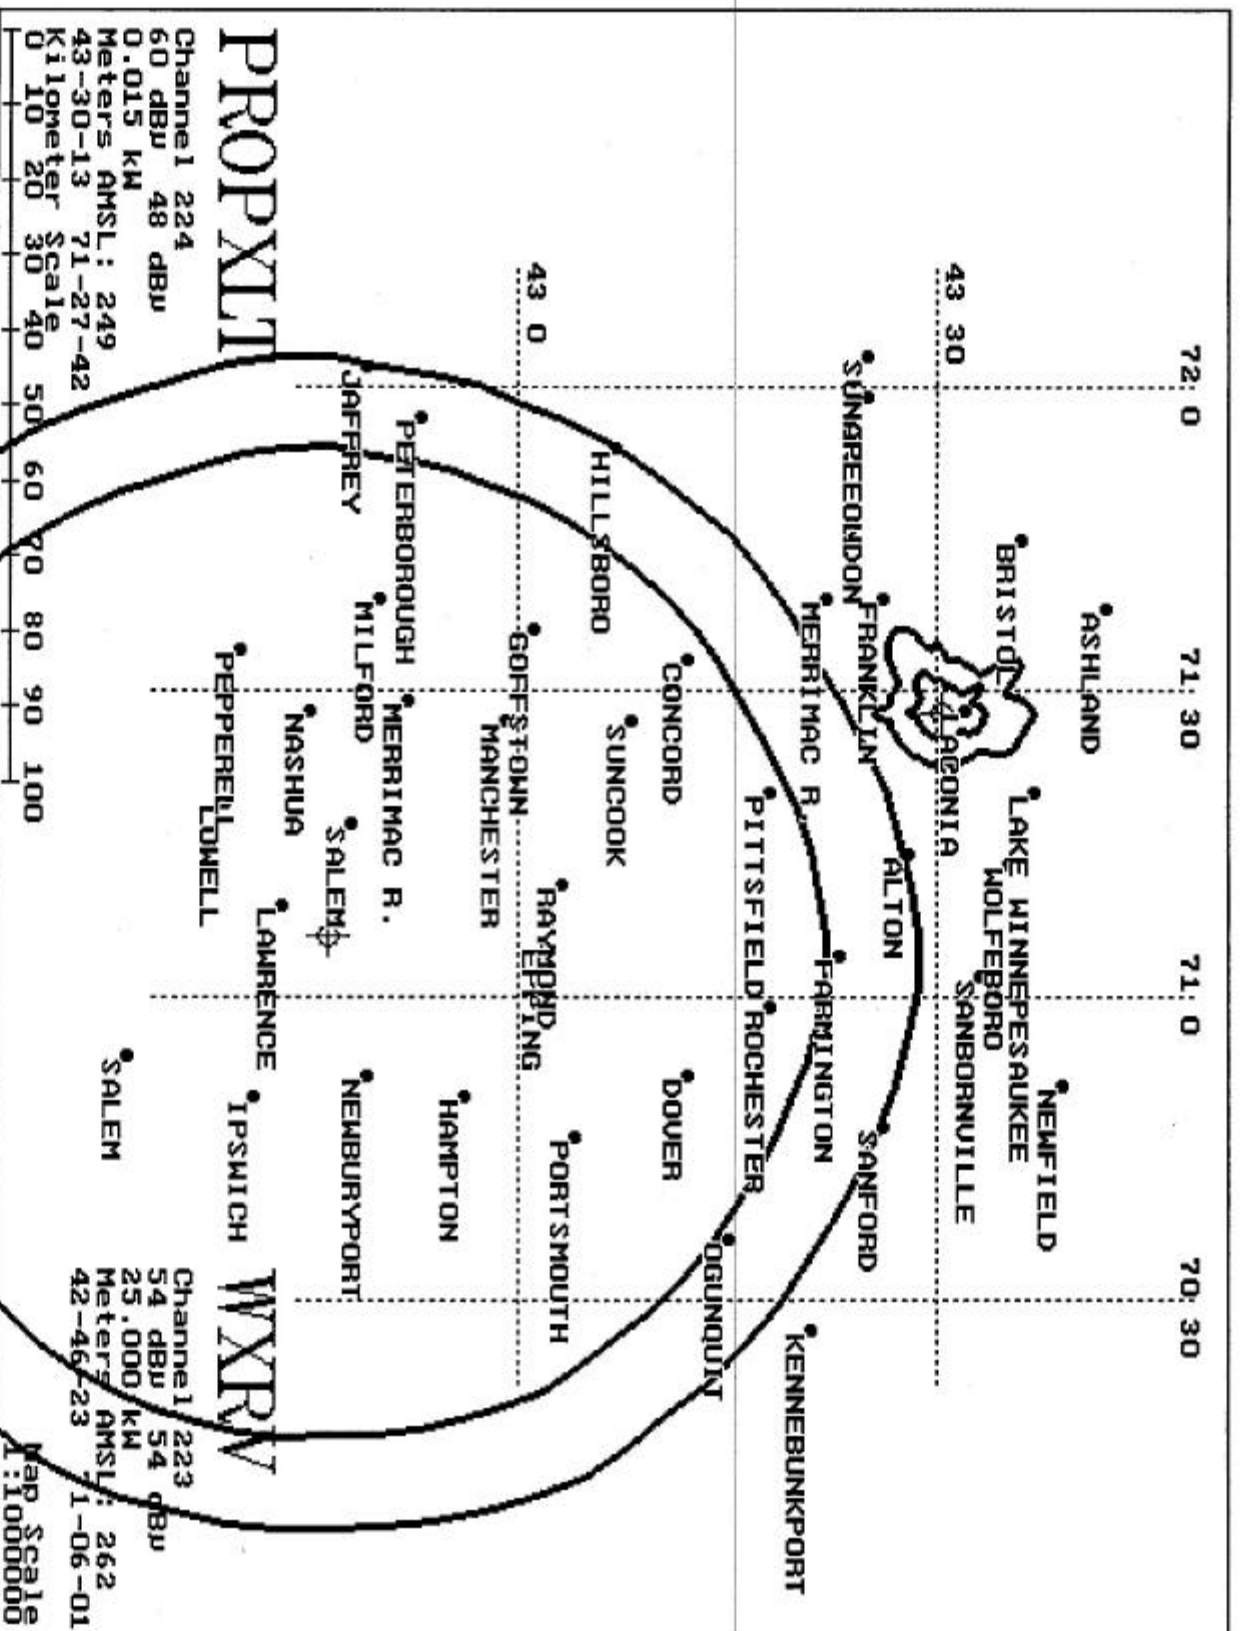 72 0
71 30
71 0
70 30
ASHLAND
NEWFIELD
BRISTOL
LAKE WINNEPESAUKEE
WOLFEBORO
SANBORNVILLE
43 30
LACONIA
ALTON
FRANKLIN
SANFORD
MERRIMAC R
FARMINGTON
KENNEBUNKPORT
PITTSFIELD
ROCHESTER
OGUNQUIT
CONCORD
DOVER
SUNCOOK
HILLSBORO
PORTSMOUTH
RAYMOND
EPPING
43 0
GOFFSTOWN
MANCHESTER
HAMPTON
PETERBOROUGH
MERRIMAC R.
JAFFREY
MILFORD
SALEM
NEWBURYPORT
NASHUA
LAWRENCE
PEPPERELL
LOWELL
IPSWICH
SALEM
PROPXLT
Channel 224
60 dBµ 48 dBµ
0.015 kW
Meters AMSL: 249
43-30-13 71-27-42
Kilometer Scale
0 10 20 30 40 50 60 70 80 90 100
WXRV
Channel 223
54 dBµ 54 dBµ
25.000 kW
Meters AMSL: 262
42-46-23 71-06-01
Map Scale
1:1000000